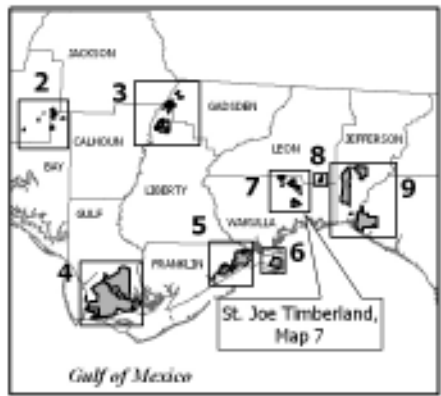 JACKSON
2
3
GADSDEN
JEFFERSON
LEON
CALHOUN
8
BAY
7
9
LIBERTY
GULF
5
WAKULLA
4
FRANKLIN
6
St. Joe Timberland,
Map 7
Gulf of Mexico